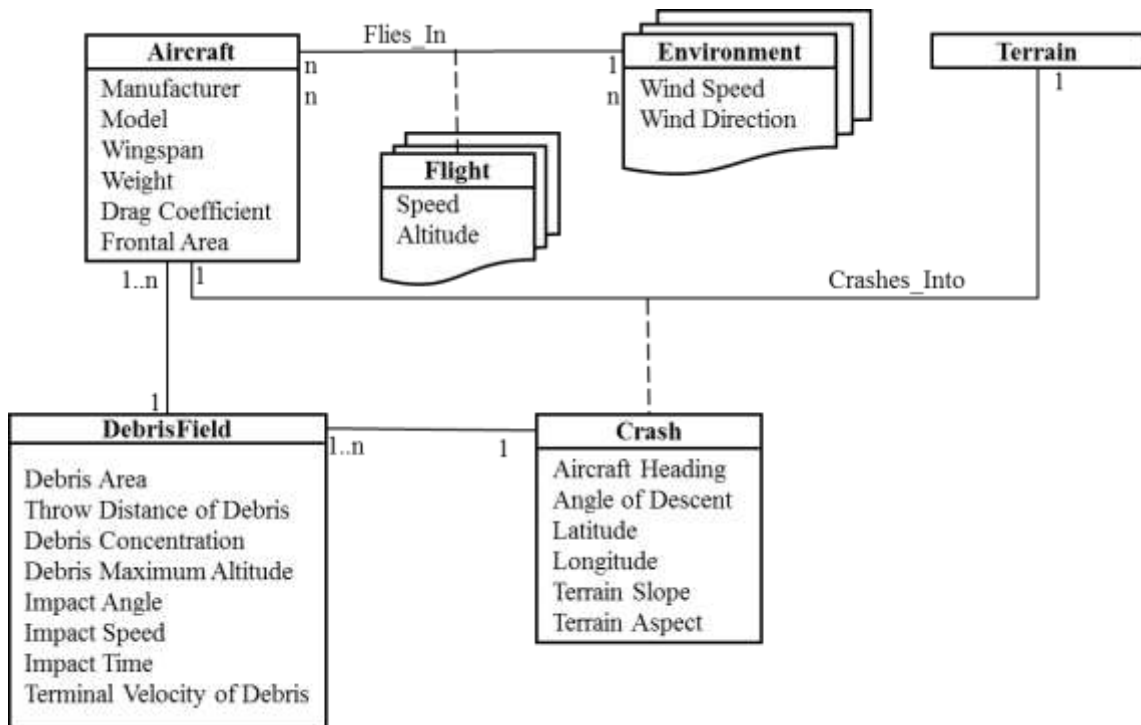 Aircraft
Manufacturer
Model
Wingspan
Weight
Drag Coefficient
Frontal Area
Flies_In
n
n
1
n
Environment
Wind Speed
Wind Direction
Terrain
1
Flight
Speed
Altitude
1..n
1
Crashes_Into
1
DebrisField
Debris Area
Throw Distance of Debris
Debris Concentration
Debris Maximum Altitude
Impact Angle
Impact Speed
Impact Time
Terminal Velocity of Debris
1..n
1
Crash
Aircraft Heading
Angle of Descent
Latitude
Longitude
Terrain Slope
Terrain Aspect